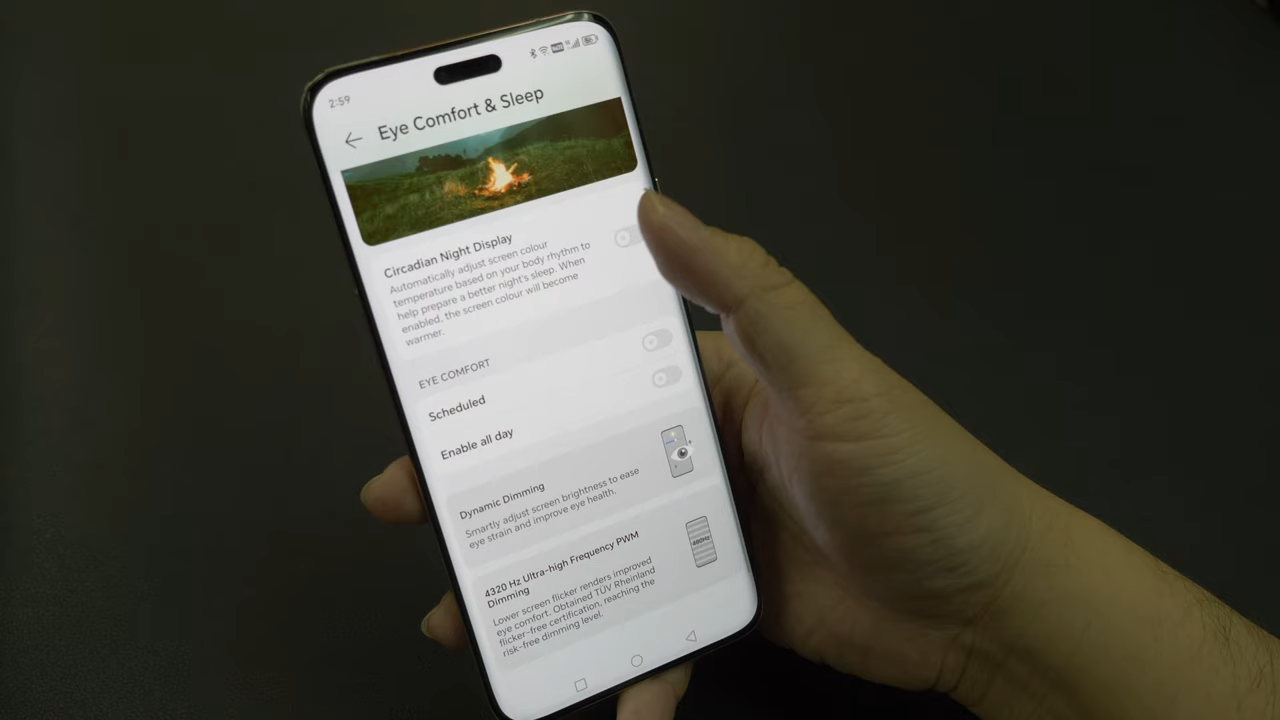 2:59
Eye Comfort & Sleep
Circadian Night Display
Automatically adjust screen colour
temperature based on your body rhythm to
help prepare a better night's sleep. When
enabled, the screen colour will become
warmer.
EYE COMFORT
Scheduled
Enable all day
Dynamic Dimming
Smartly adjust screen brightness to ease
eye strain and improve eye health.
4320 Hz Ultra-high Frequency PWM
Dimming
480Hz
Lower screen flicker renders improved
eye comfort. Obtained TÜV Rheinland
flicker-free certification, reaching the
risk-free dimming level.